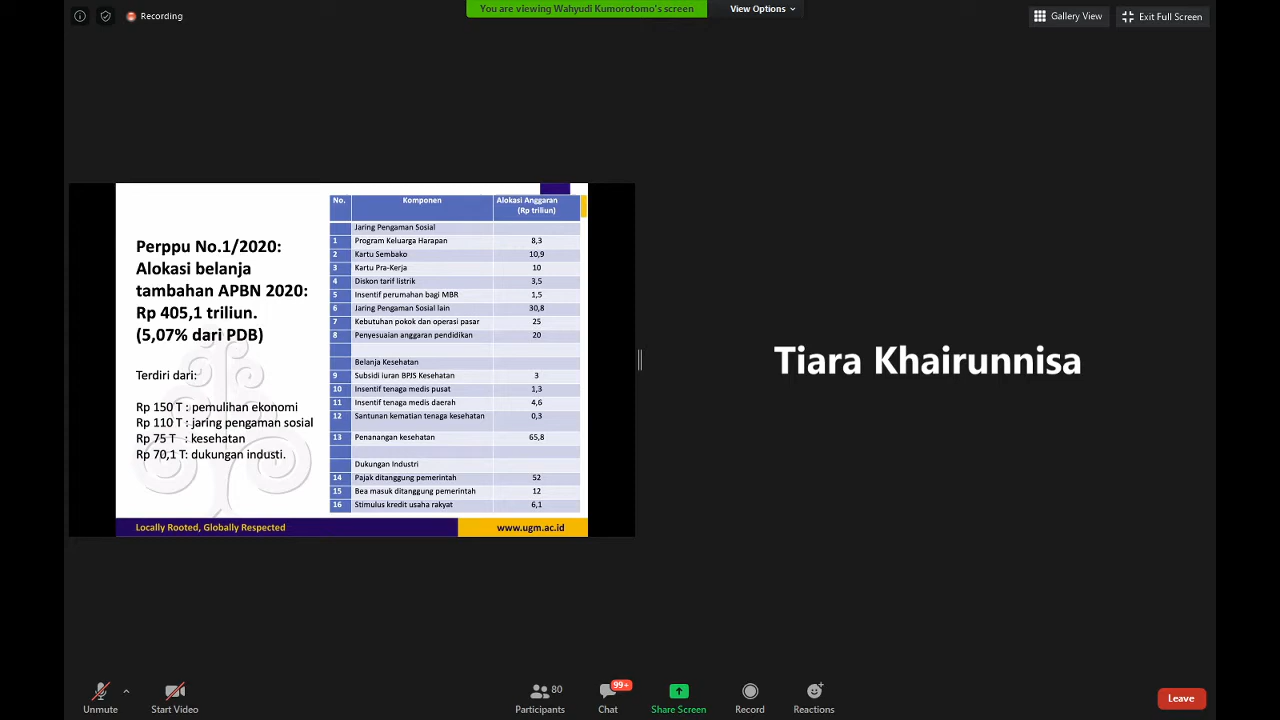 Recording
You are viewing Wahyudi Kumorotomo's screen
View Options
Gallery View
Exit Full Screen
Perppu No.1/2020:
Alokasi belanja
tambahan APBN 2020:
Rp 405,1 triliun.
(5,07% dari PDB)
Terdiri dari:
Rp 150 T : pemulihan ekonomi
Rp 110 T : jaring pengaman sosial
Rp 75 T : kesehatan
Rp 70,1 T: dukungan industi.
No. Komponen Alokasi Anggaran (Rp triliun)
Jaring Pengaman Sosial
1 Program Keluarga Harapan 8,3
2 Kartu Sembako 10,9
3 Kartu Pra-Kerja 10
4 Diskon tarif listrik 3,5
5 Insentif perumahan bagi MBR 1,5
6 Jaring Pengaman Sosial lain 30,8
7 Kebutuhan pokok dan operasi pasar 25
8 Penyesuaian anggaran pendidikan 20
Belanja Kesehatan
9 Subsidi iuran BPJS Kesehatan 3
10 Insentif tenaga medis pusat 1,3
11 Insentif tenaga medis daerah 4,6
12 Santunan kematian tenaga kesehatan 0,3
13 Penanangan kesehatan 65,8
Dukungan Industri
14 Pajak ditanggung pemerintah 52
15 Bea masuk ditanggung pemerintah 12
16 Stimulus kredit usaha rakyat 6,1
Locally Rooted, Globally Respected
www.ugm.ac.id
Tiara Khairunnisa
Unmute
Start Video
80
Participants
99+
Chat
Share Screen
Record
Reactions
Leave